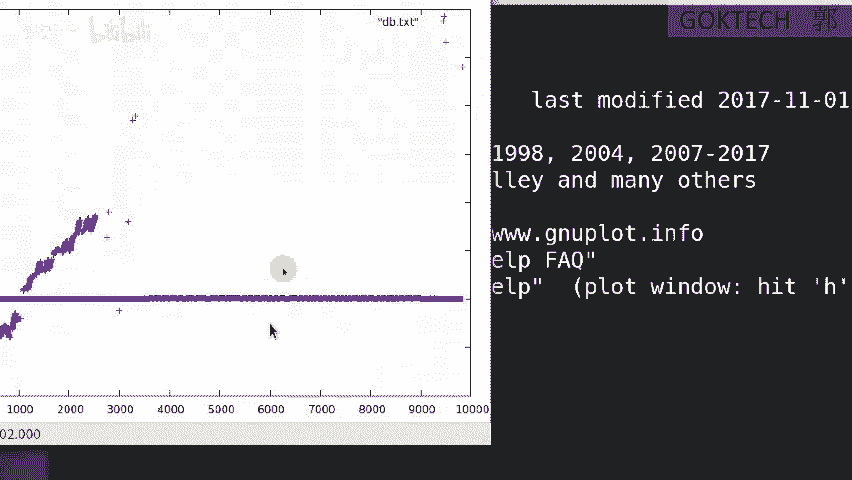 "db.txt"
1000 2000 3000 4000 5000 6000 7000 8000 9000 10000
02.000
GOKTECH 郭
last modified 2017-11-01
1998, 2004, 2007-2017
lley and many others
www.gnuplot.info
elp FAQ"
elp" (plot window: hit 'h'